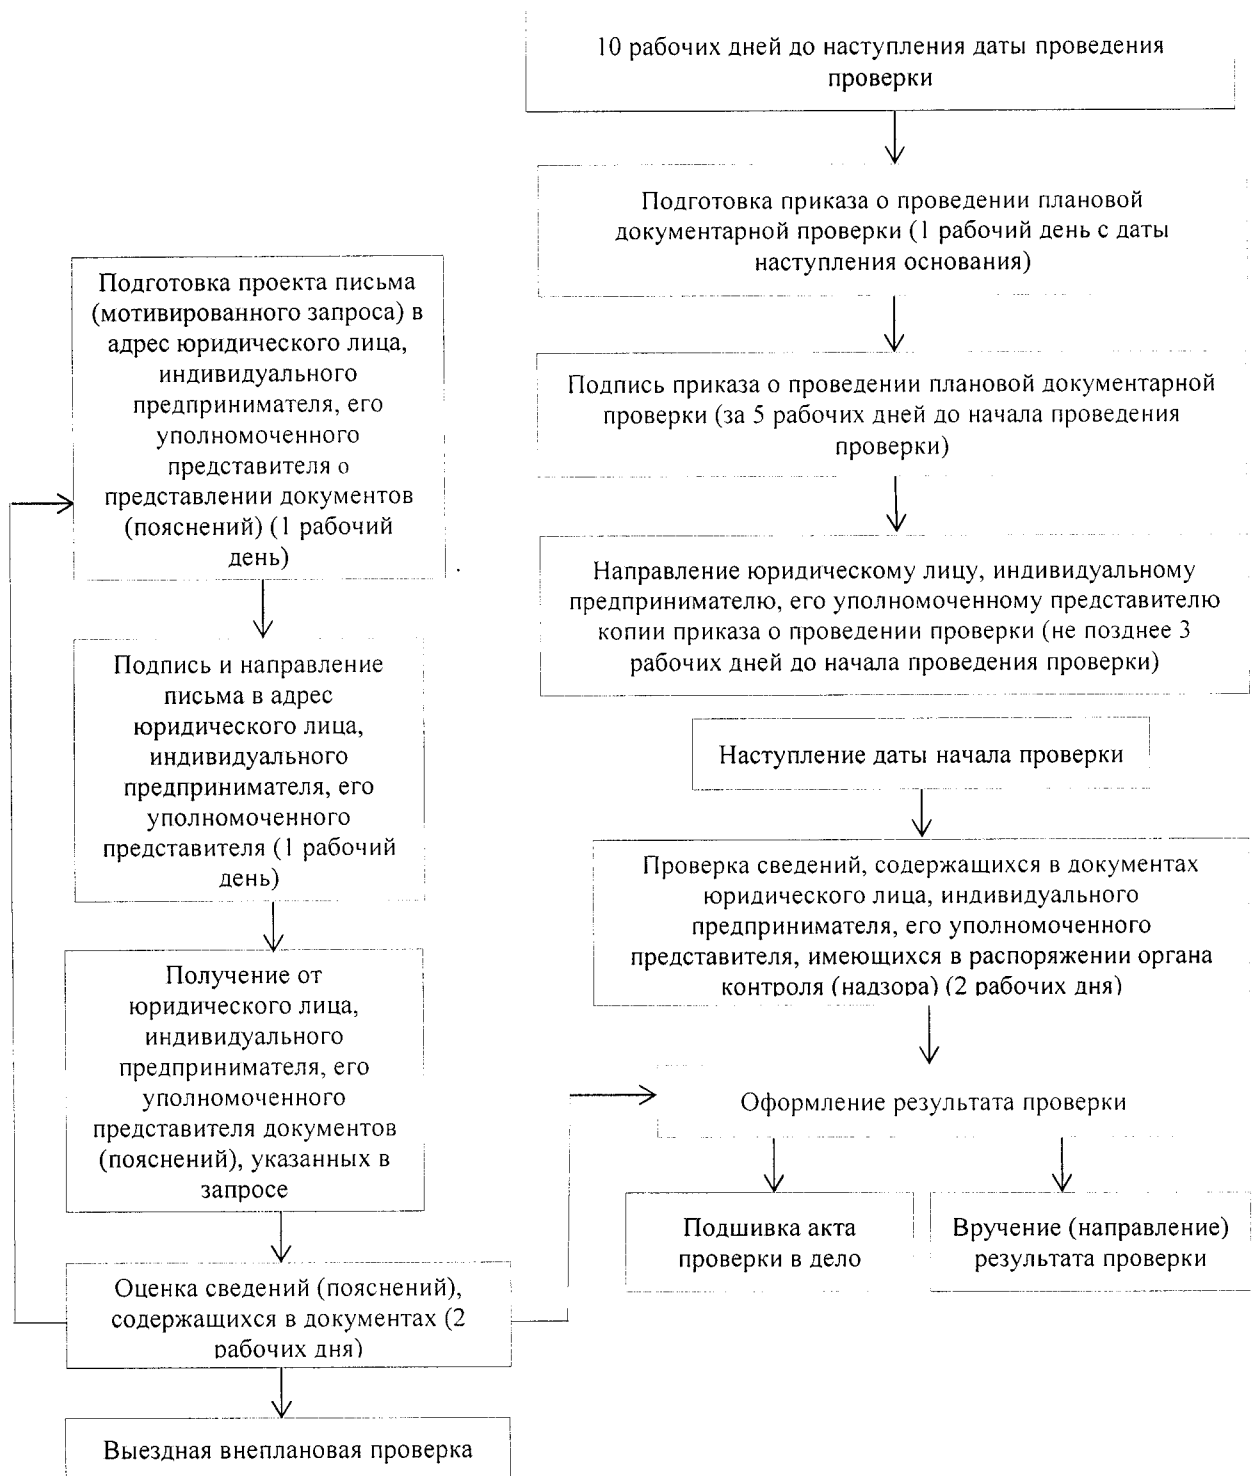 10 рабочих дней до наступления даты проведения
проверки
Подготовка приказа о проведении плановой
документарной проверки (1 рабочий день с даты
наступления основания)
Подпись приказа о проведении плановой документарной
проверки (за 5 рабочих дней до начала проведения
проверки)
Направление юридическому лицу, индивидуальному
предпринимателю, его уполномоченному представителю
копии приказа о проведении проверки (не позднее 3
рабочих дней до начала проведения проверки)
Наступление даты начала проверки
Проверка сведений, содержащихся в документах
юридического лица, индивидуального
предпринимателя, его уполномоченного
представителя, имеющихся в распоряжении органа
контроля (надзора) (2 рабочих дня)
Подготовка проекта письма
(мотивированного запроса) в
адрес юридического лица,
индивидуального
предпринимателя, его
уполномоченного
представителя о
представлении документов
(пояснений) (1 рабочий
день)
Подпись и направление
письма в адрес
юридического лица,
индивидуального
предпринимателя, его
уполномоченного
представителя (1 рабочий
день)
Получение от
юридического лица,
индивидуального
предпринимателя, его
уполномоченного
представителя документов
(пояснений), указанных в
запросе
Оценка сведений (пояснений),
содержащихся в документах (2
рабочих дня)
Выездная внеплановая проверка
Оформление результата проверки
Подшивка акта
проверки в дело
Вручение (направление)
результата проверки